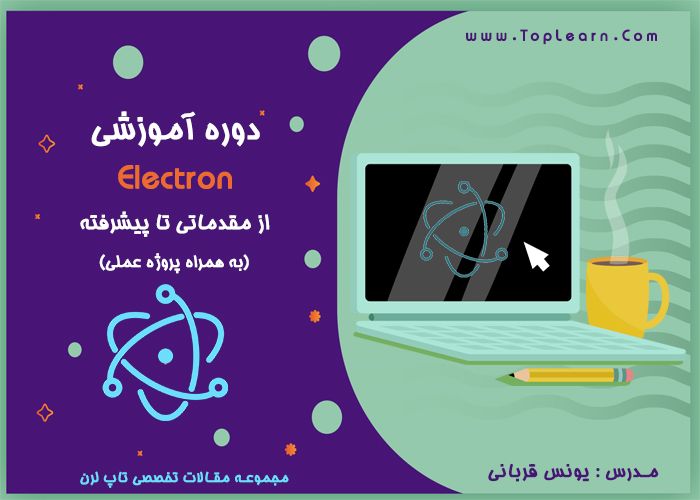 www.TopLearn.Com
دوره آموزشی
Electron
از مقدماتی تا پیشرفته
(به همراه پروژه عملی)
مجموعه مقالات تخصصی تاپ لرن
مدرس : یونس قربانی